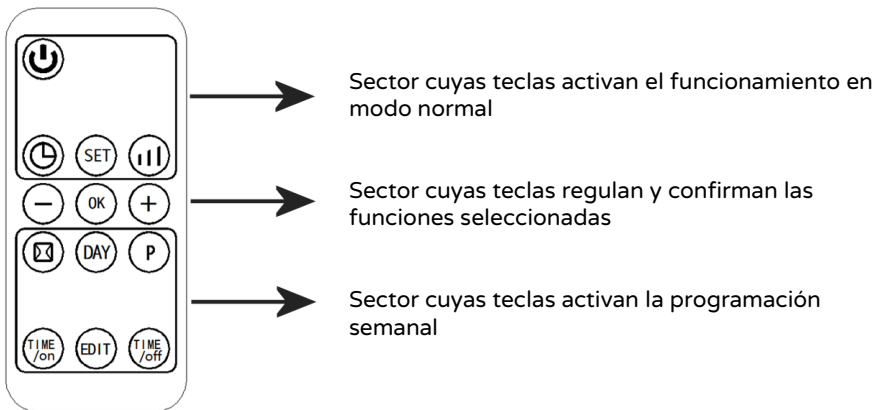 Sector cuyas teclas activan el funcionamiento en
modo normal
SET
- OK +
Sector cuyas teclas regulan y confirman las
funciones seleccionadas
DAY P
Sector cuyas teclas activan la programación
semanal
TIME
/on
EDIT
TIME
/off